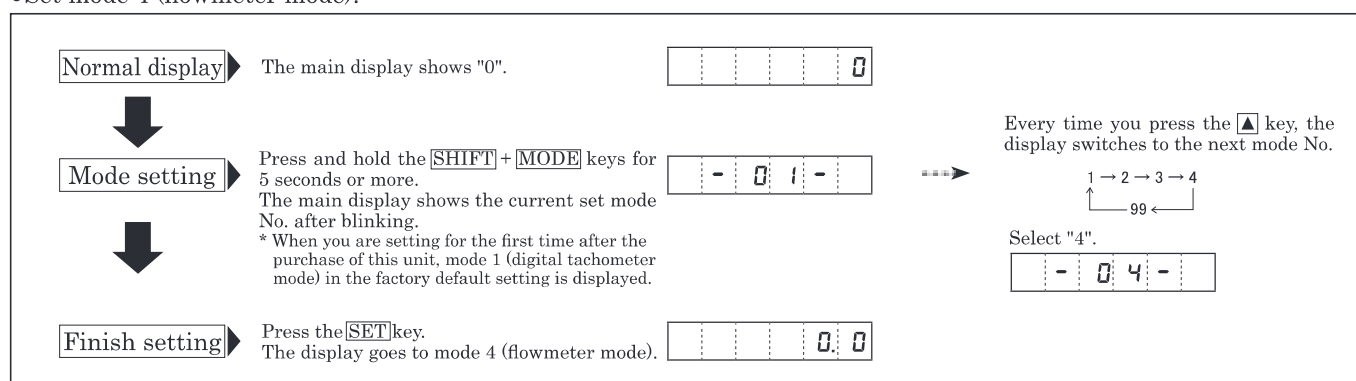 ●Set mode 4 (flowmeter mode).
Normal display
The main display shows "0".
0
Mode setting
Press and hold the SHIFT + MODE keys for
5 seconds or more.
The main display shows the current set mode
No. after blinking.
* When you are setting for the first time after the
purchase of this unit, mode 1 (digital tachometer
mode) in the factory default setting is displayed.
- 01 -
Every time you press the ▲ key, the
display switches to the next mode No.
1 → 2 → 3 → 4
99 ←
Select "4".
- 04 -
Finish setting
Press the SET key.
The display goes to mode 4 (flowmeter mode).
0.0